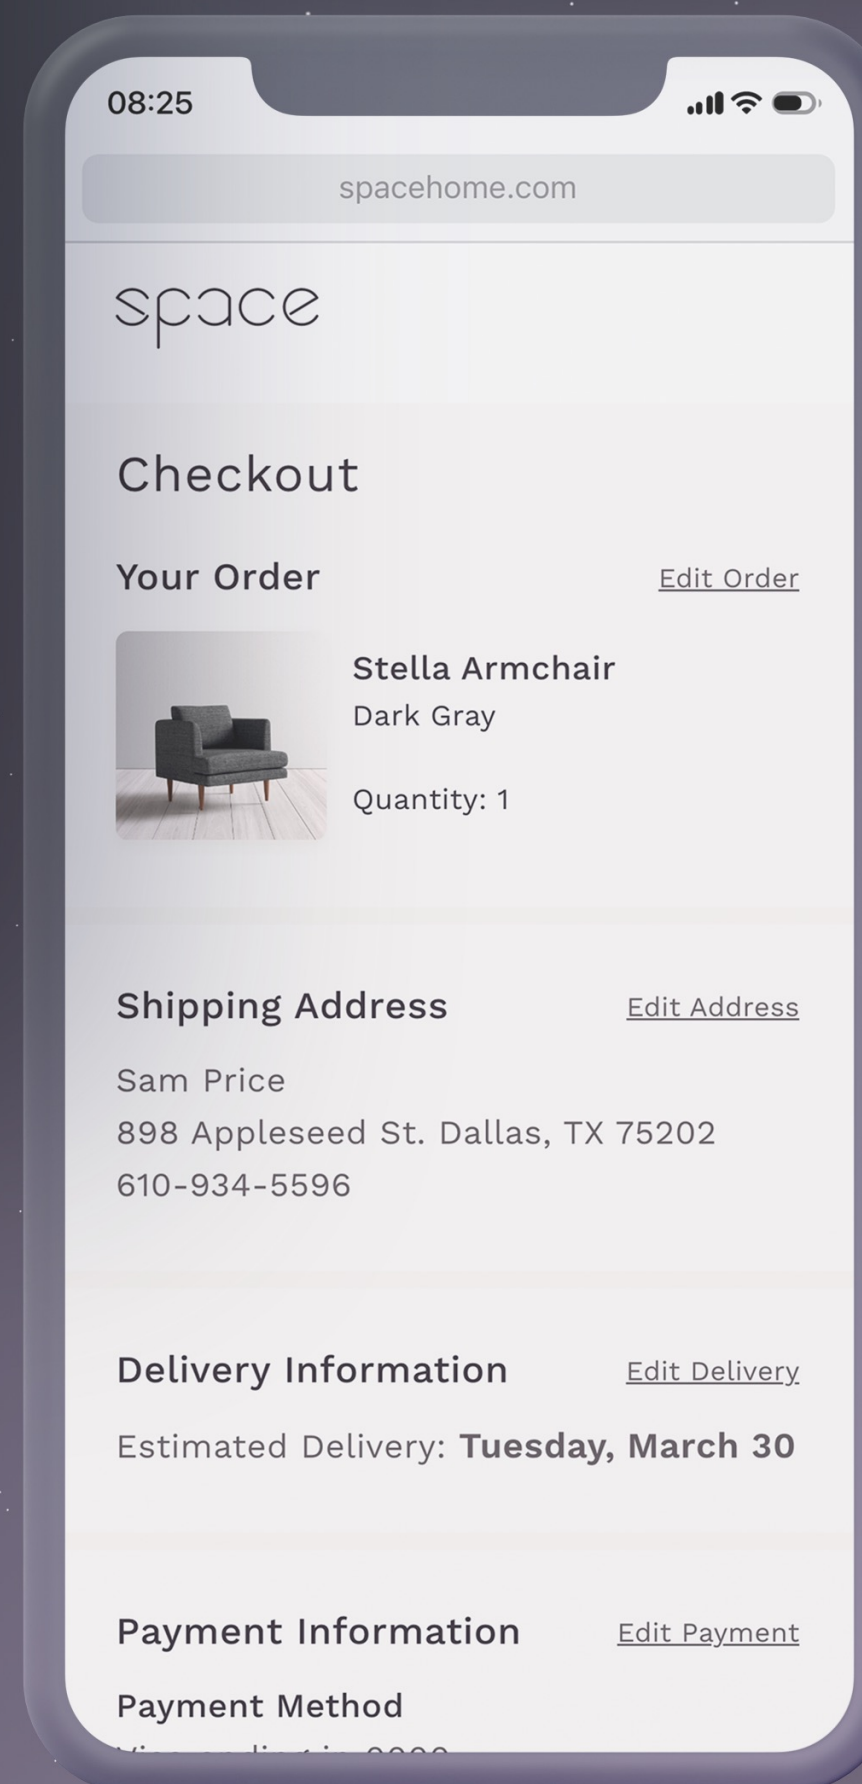 08:25
spacehome.com
space
Checkout
Your Order
Edit Order
Stella Armchair
Dark Gray
Quantity: 1
Shipping Address
Edit Address
Sam Price
898 Appleseed St. Dallas, TX 75202
610-934-5596
Delivery Information
Edit Delivery
Estimated Delivery: Tuesday, March 30
Payment Information
Edit Payment
Payment Method